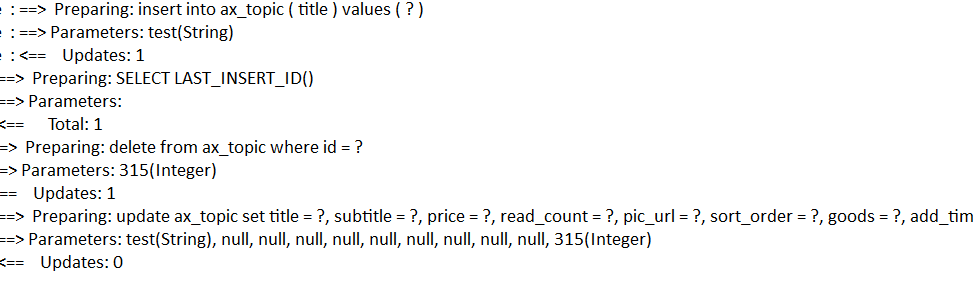 : ==> Preparing: insert into ax_topic ( title ) values ( ? )
: ==> Parameters: test(String)
: <== Updates: 1
==> Preparing: SELECT LAST_INSERT_ID()
==> Parameters:
<== Total: 1
=> Preparing: delete from ax_topic where id = ?
=> Parameters: 315(Integer)
== Updates: 1
==> Preparing: update ax_topic set title = ?, subtitle = ?, price = ?, read_count = ?, pic_url = ?, sort_order = ?, goods = ?, add_tim
==> Parameters: test(String), null, null, null, null, null, null, null, null, null, 315(Integer)
<== Updates: 0